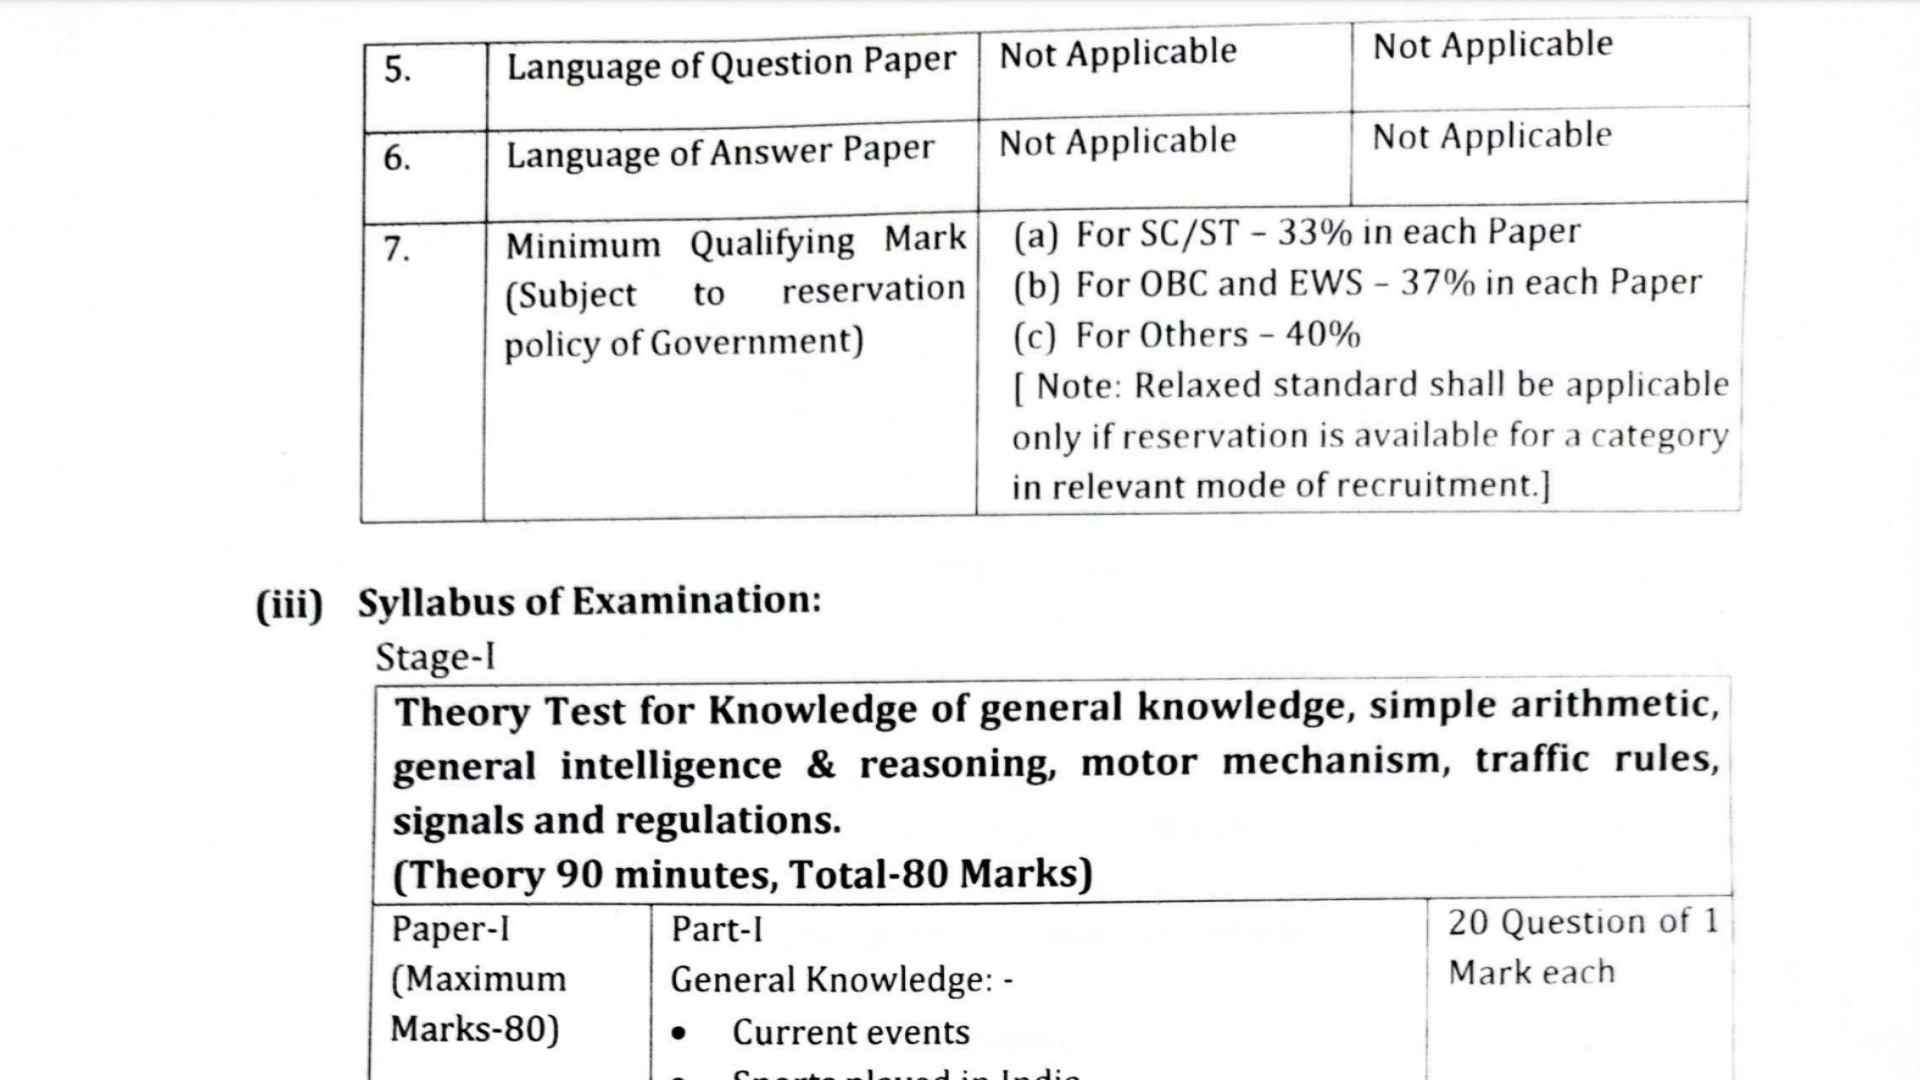 5. Language of Question Paper Not Applicable Not Applicable
6. Language of Answer Paper Not Applicable Not Applicable
7. Minimum Qualifying Mark (a) For SC/ST – 33% in each Paper
(Subject to reservation (b) For OBC and EWS – 37% in each Paper
policy of Government) (c) For Others – 40%
[ Note: Relaxed standard shall be applicable
only if reservation is available for a category
in relevant mode of recruitment.]
(iii) Syllabus of Examination:
Stage-I
Theory Test for Knowledge of general knowledge, simple arithmetic,
general intelligence & reasoning, motor mechanism, traffic rules,
signals and regulations.
(Theory 90 minutes, Total-80 Marks)
Paper-I Part-I 20 Question of 1
(Maximum General Knowledge: - Mark each
Marks-80) • Current events
• Sports played in India